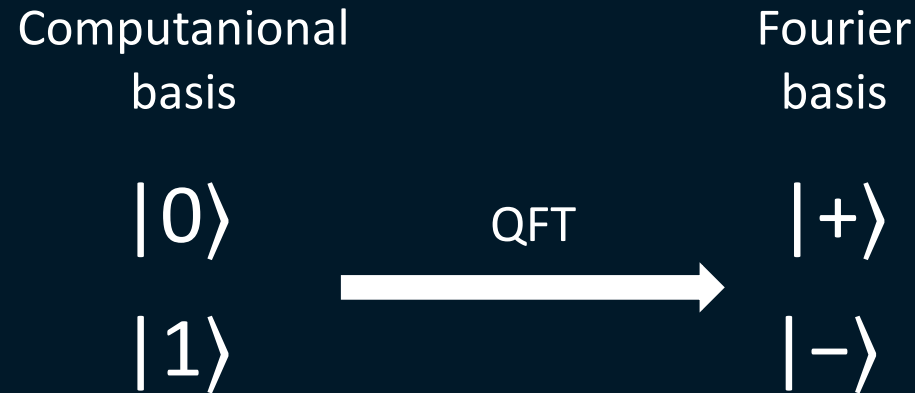 Computanional
basis
Fourier
basis
|0⟩
QFT
|+⟩
|1⟩
|−⟩